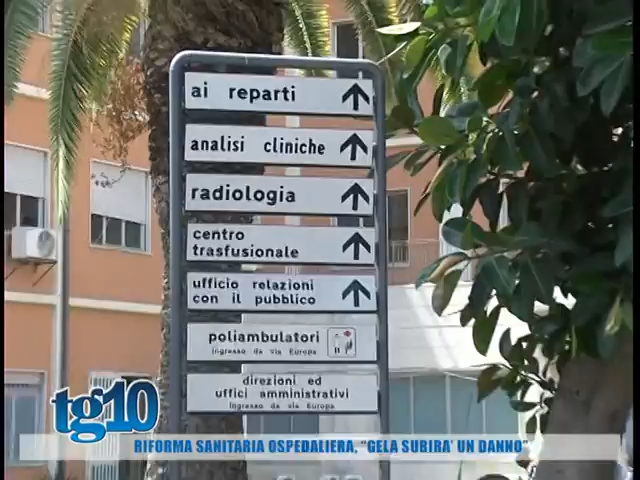 ai reparti
analisi cliniche
radiologia
centro
trasfusionale
ufficio relazioni
con il pubblico
poliambulatori
Ingresso da via Europa
direzioni ed
uffici amministrativi
Ingresso da via Europa
tg10
RIFORMA SANITARIA OSPEDALIERA, "GELA SUBIRA' UN DANNO"